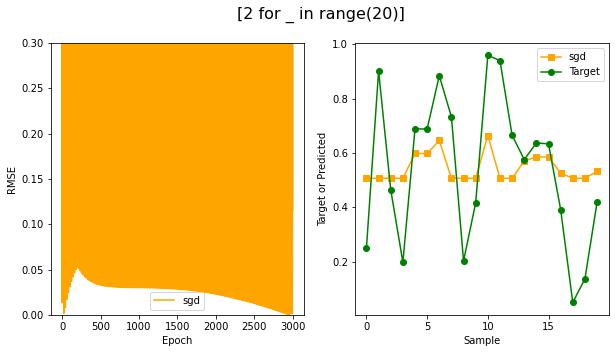 [2 for _ in range(20)]
0.30
0.25
0.20
0.15
0.10
0.05
0.00
RMSE
sgd
0 500 1000 1500 2000 2500 3000
Epoch
1.0
0.8
0.6
0.4
0.2
Target or Predicted
sgd
Target
0 5 10 15
Sample